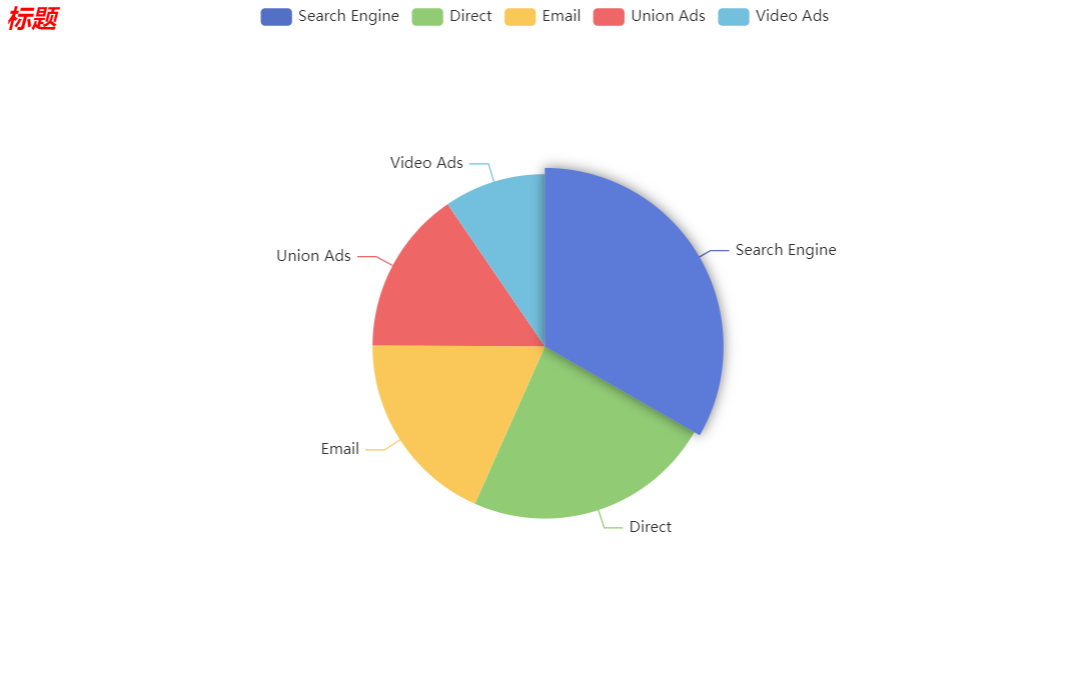 标题
Search Engine Direct Email Union Ads Video Ads
Video Ads
Search Engine
Union Ads
Email
Direct